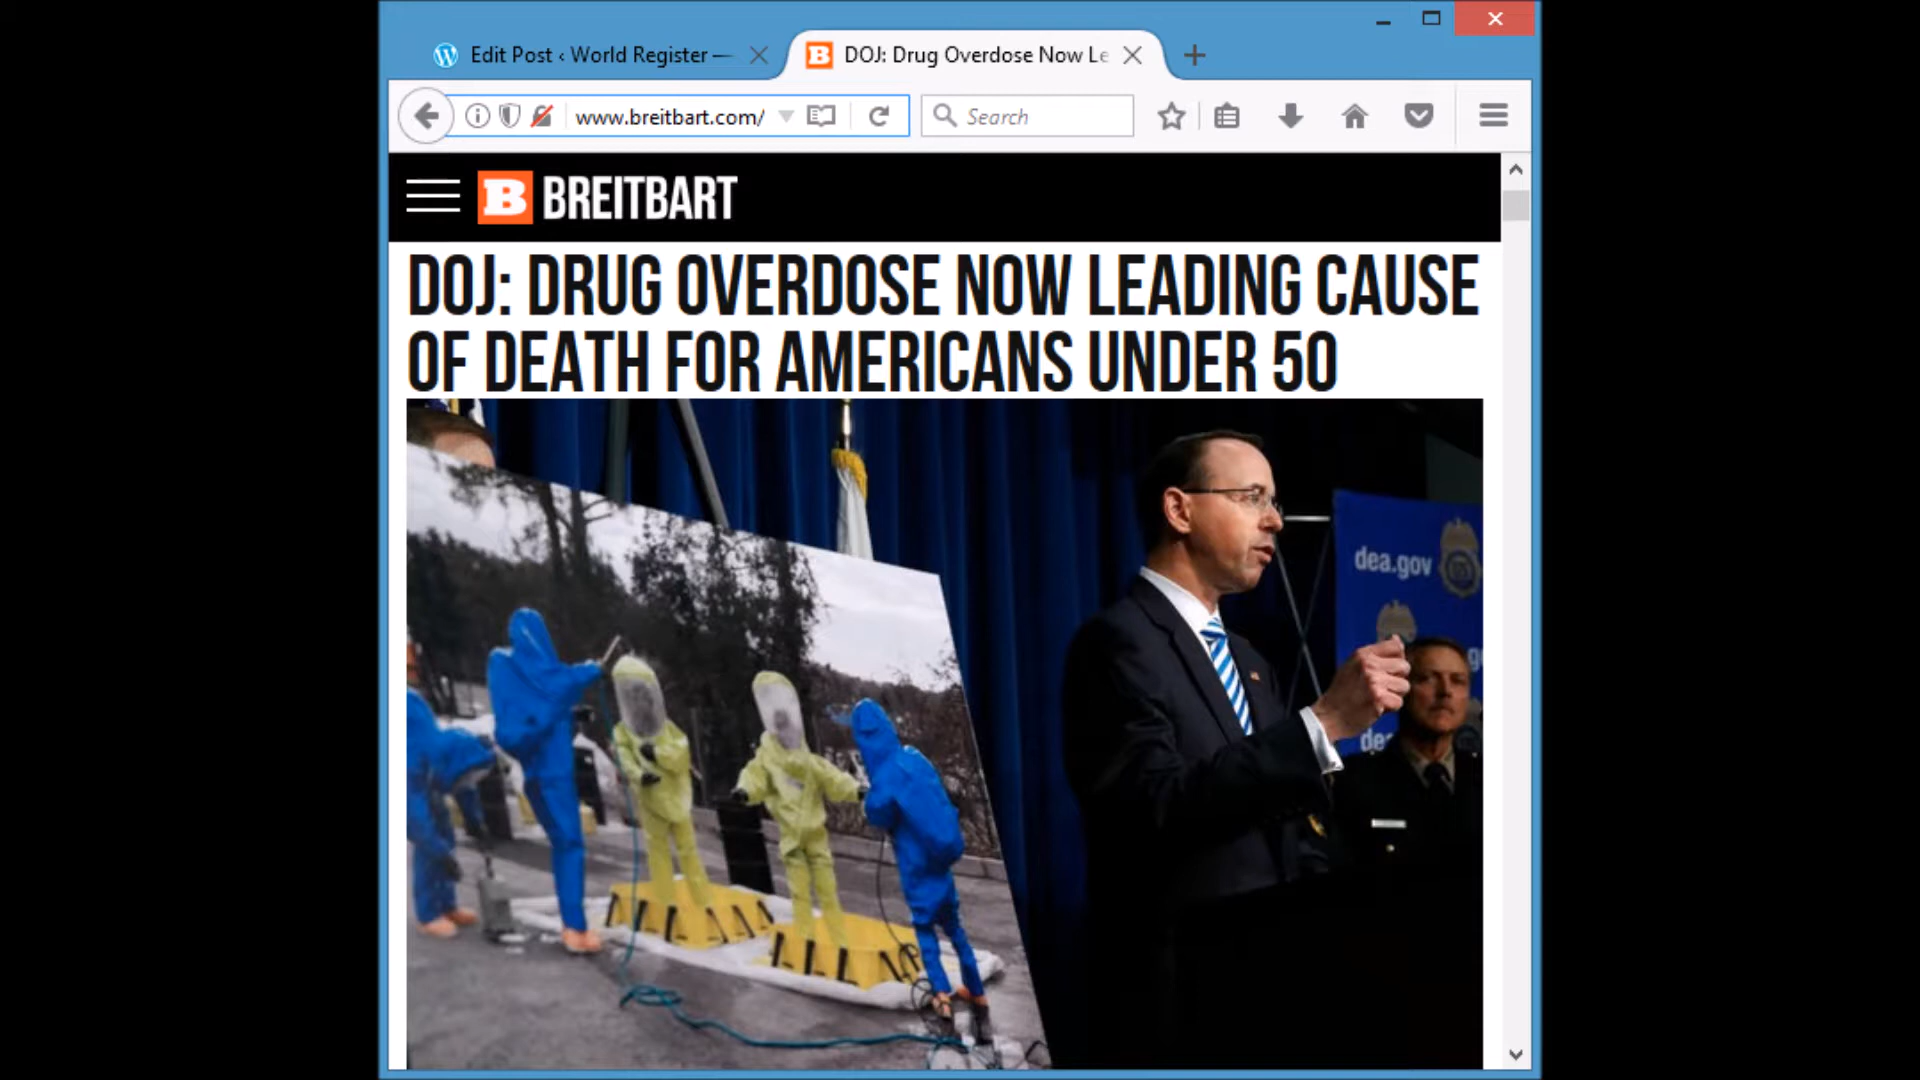 Edit Post ‹ World Register —
DOJ: Drug Overdose Now Le
www.breitbart.com/
Search
B BREITBART
DOJ: DRUG OVERDOSE NOW LEADING CAUSE
OF DEATH FOR AMERICANS UNDER 50
dea.gov